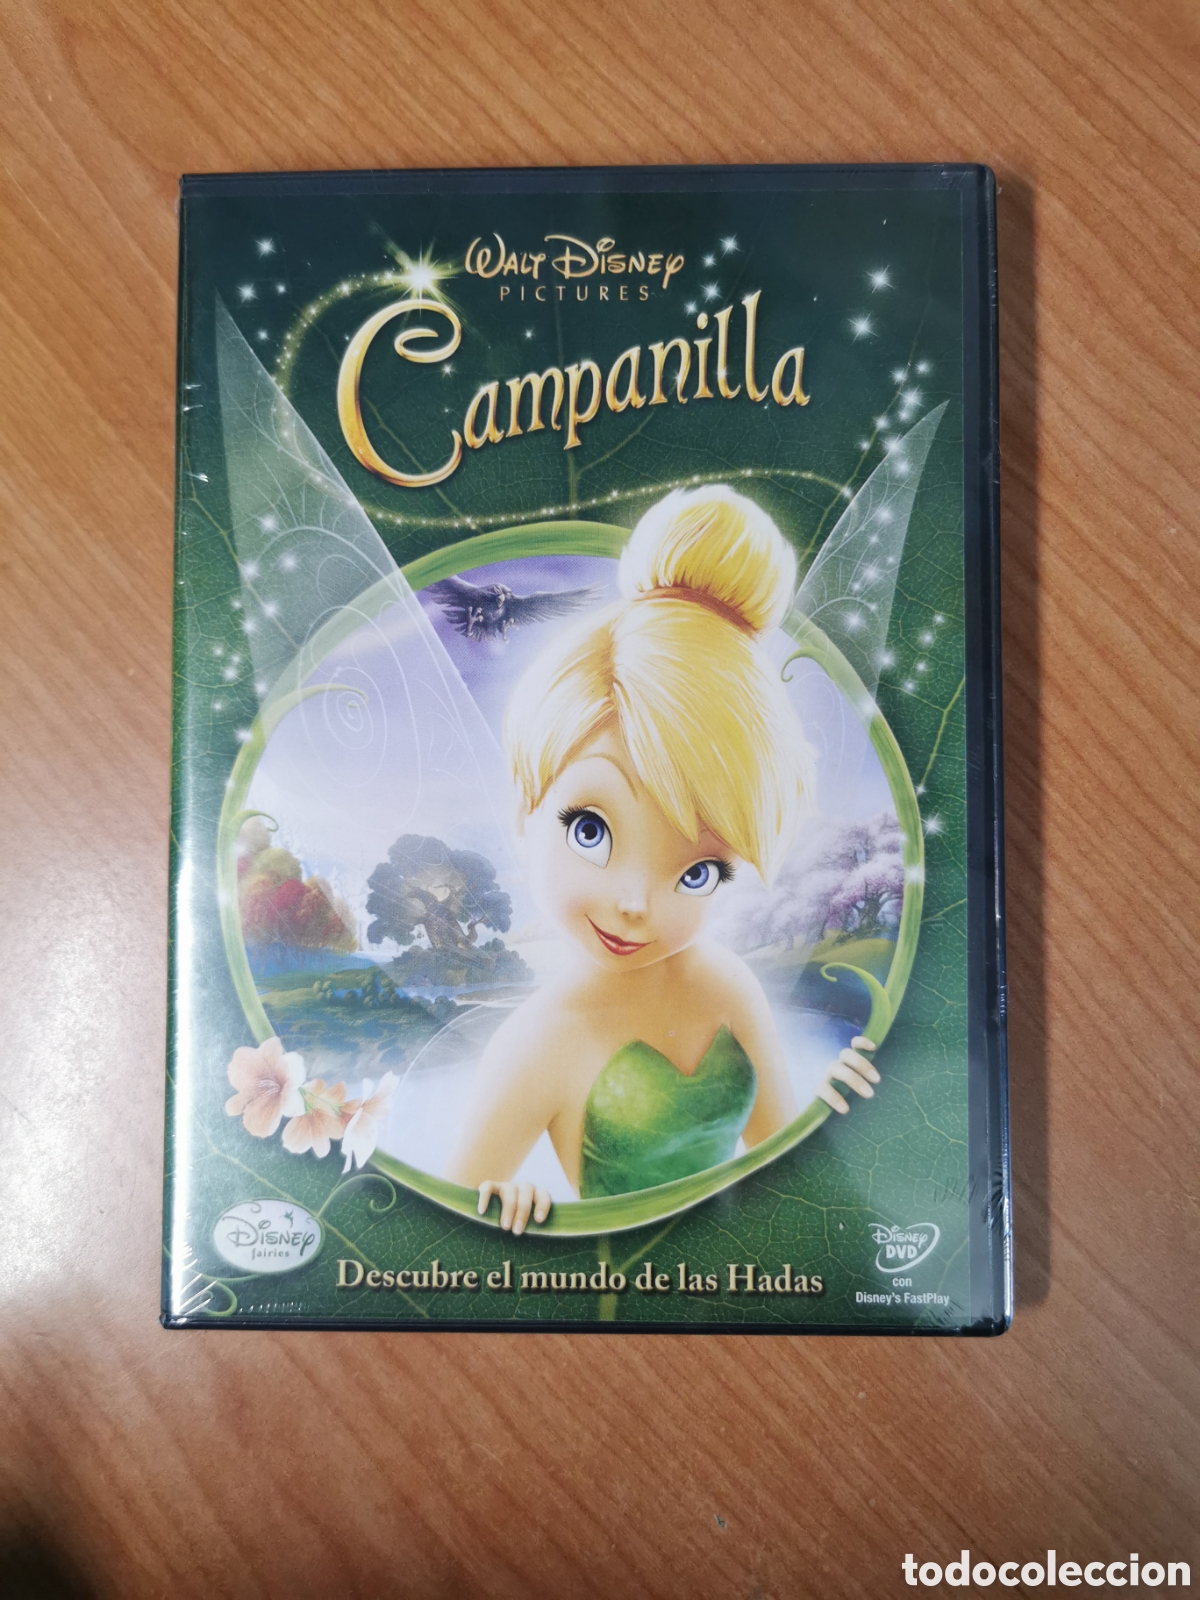 WALT DISNEY
PICTURES
Campanilla
DISNEY
fairies
Descubre el mundo de las Hadas
DISNEY
DVD
con
Disney's FastPlay
todocoleccion